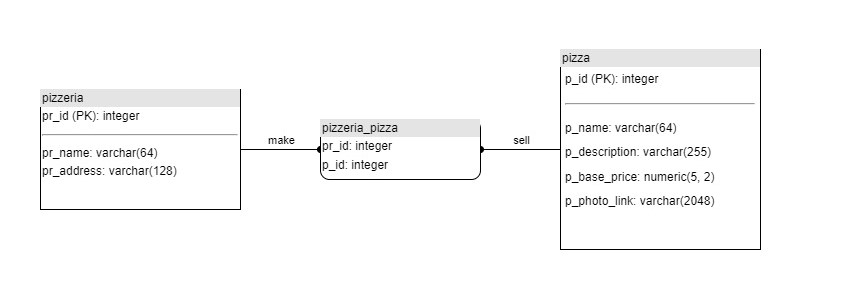 pizzeria
pr_id (PK): integer
pr_name: varchar(64)
pr_address: varchar(128)
make
pizzeria_pizza
pr_id: integer
p_id: integer
sell
pizza
p_id (PK): integer
p_name: varchar(64)
p_description: varchar(255)
p_base_price: numeric(5, 2)
p_photo_link: varchar(2048)